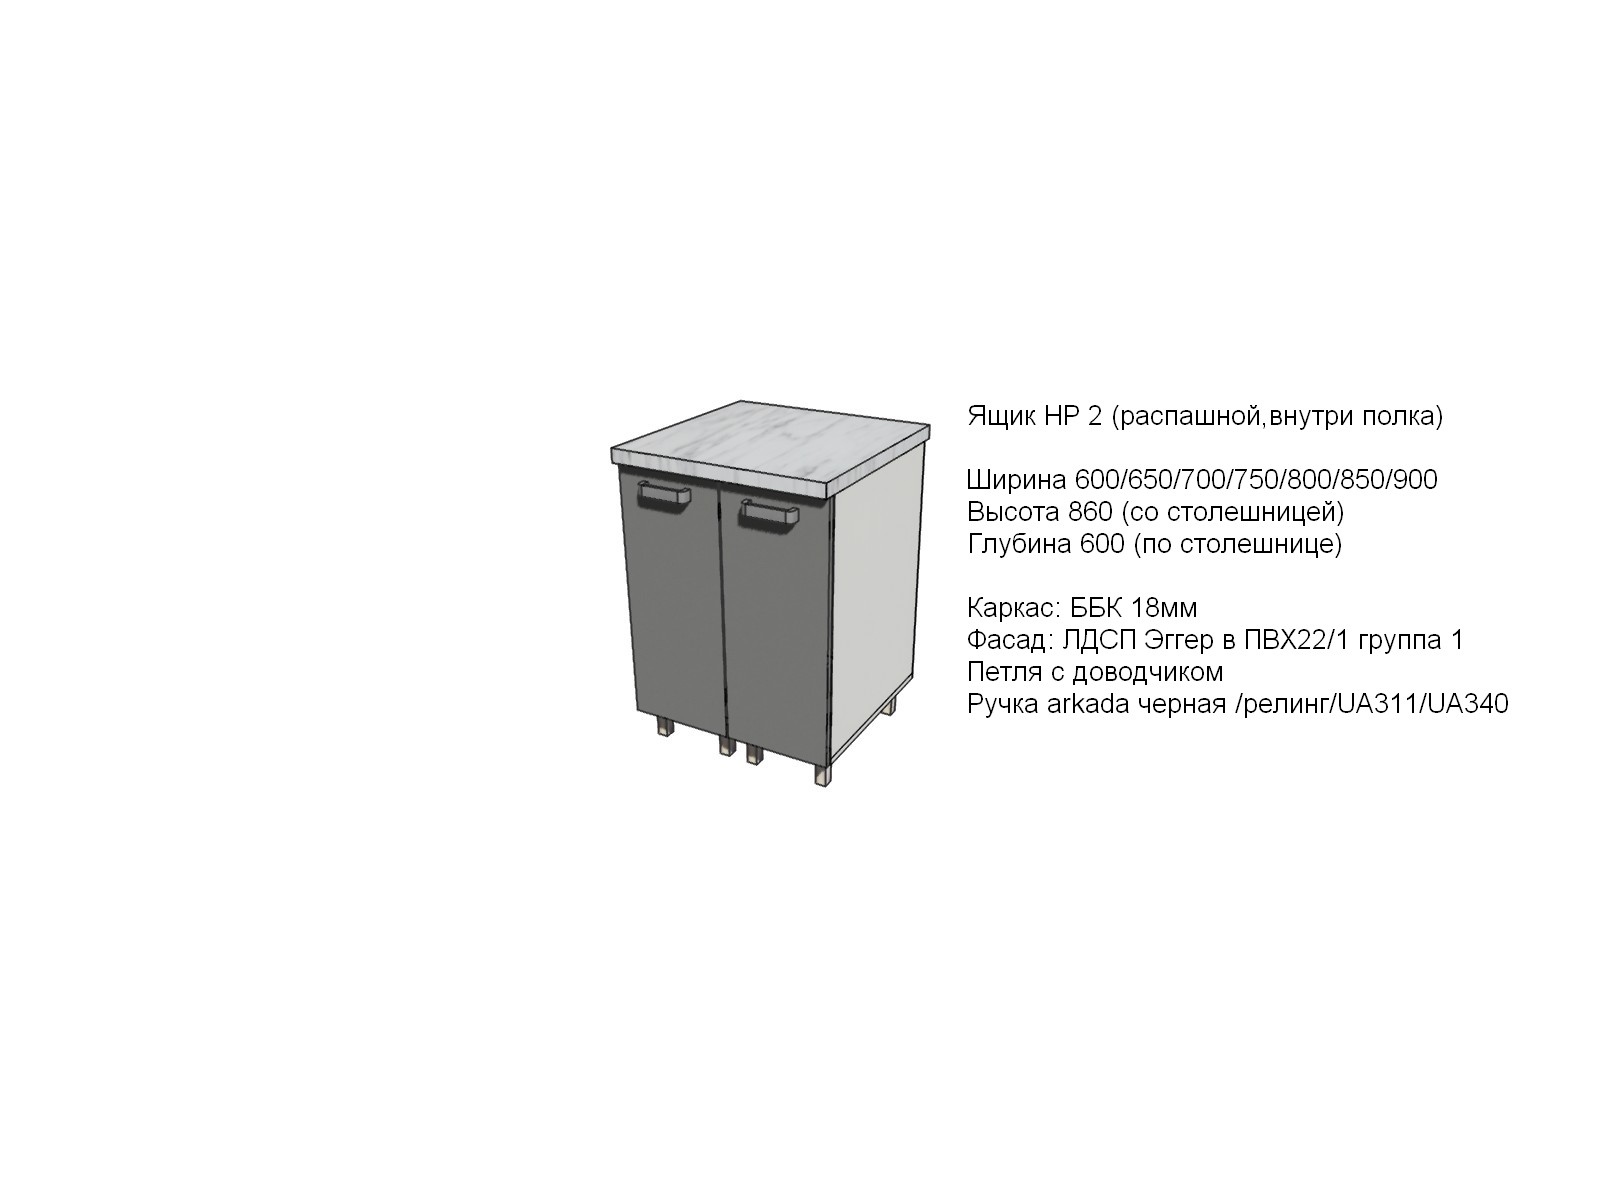 Ящик НР 2 (распашной,внутри полка)
Ширина 600/650/700/750/800/850/900
Высота 860 (со столешницей)
Глубина 600 (по столешнице)
Каркас: ББК 18мм
Фасад: ЛДСП Эггер в ПВХ22/1 группа 1
Петля с доводчиком
Ручка arkada черная /релинг/UA311/UA340